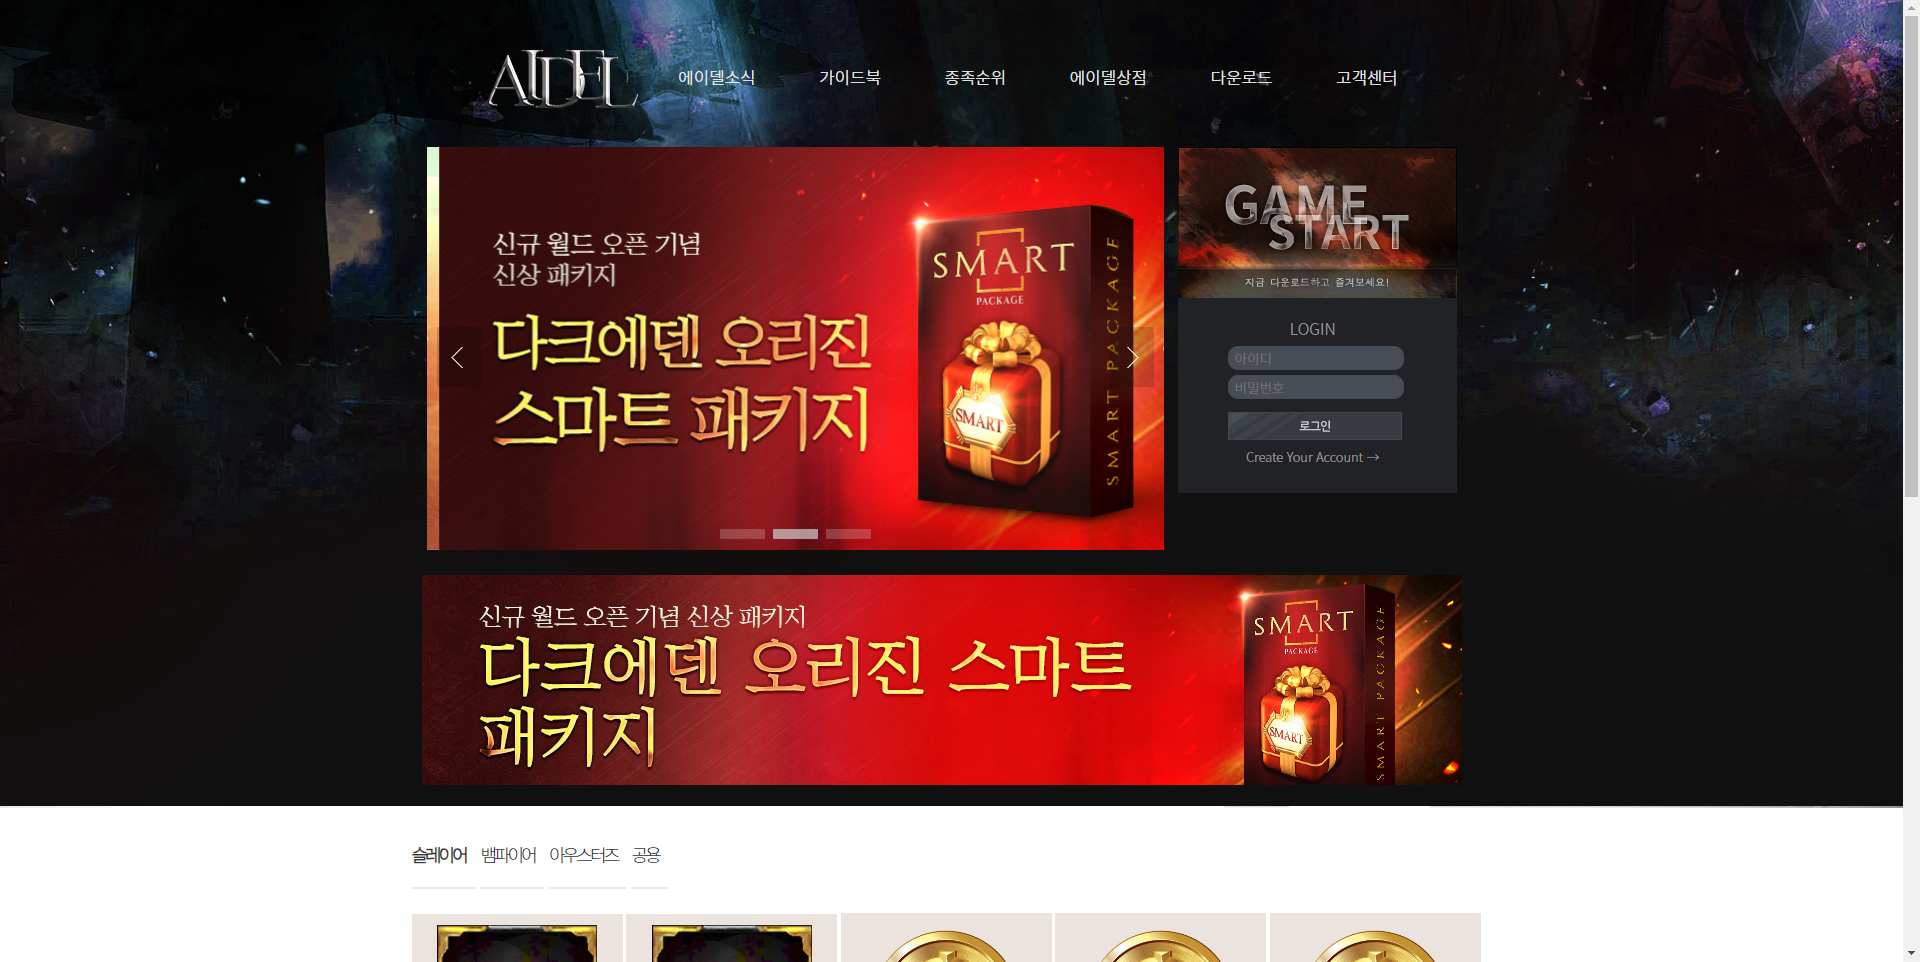 AIDEL
에이델소식 가이드북 종족순위 에이델상점 다운로드 고객센터
신규 월드 오픈 기념
신상 패키지
다크에덴 오리진
스마트 패키지
SMART
PACKAGE
SMART PACKAGE
SMART
GAME
START
지금 다운로드하고 즐겨보세요!
LOGIN
아이디
비밀번호
로그인
Create Your Account →
신규 월드 오픈 기념 신상 패키지
다크에덴 오리진 스마트
패키지
SMART
PACKAGE
SMART PACKAGE
SMART
슬레이어 뱀파이어 아우스터즈 공용